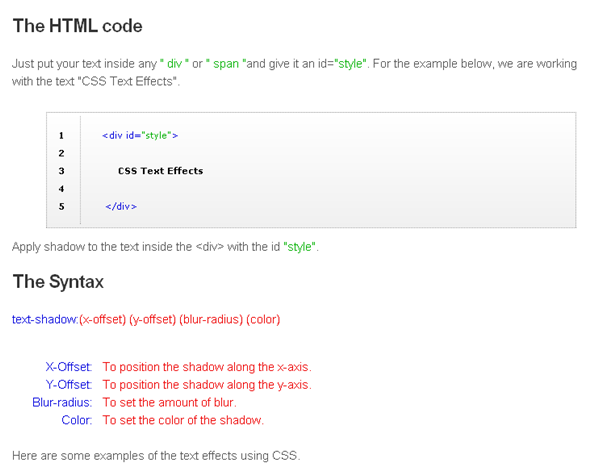 The HTML code
Just put your text inside any " div " or " span "and give it an id="style". For the example below, we are working
with the text "CSS Text Effects".
1 <div id="style">
2
3 CSS Text Effects
4
5 </div>
Apply shadow to the text inside the <div> with the id "style".
The Syntax
text-shadow:(x-offset) (y-offset) (blur-radius) (color)
X-Offset: To position the shadow along the x-axis.
Y-Offset: To position the shadow along the y-axis.
Blur-radius: To set the amount of blur.
Color: To set the color of the shadow.
Here are some examples of the text effects using CSS.